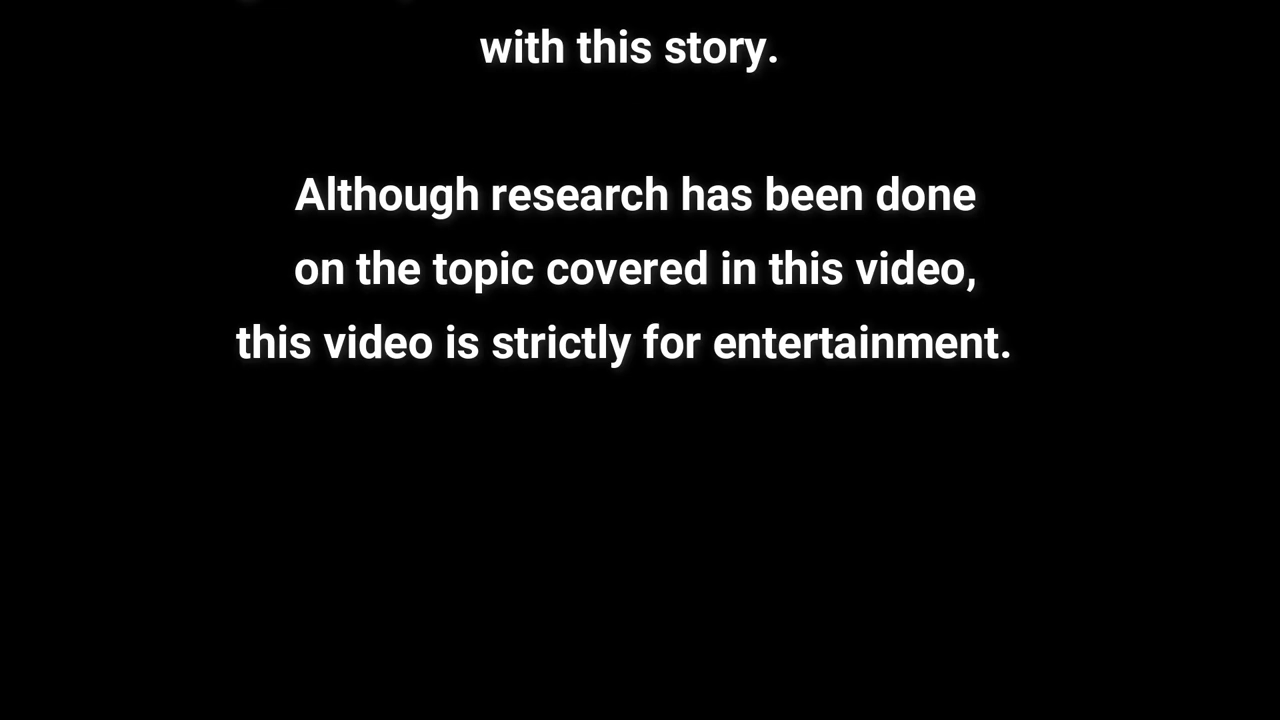 with this story.
Although research has been done
on the topic covered in this video,
this video is strictly for entertainment.